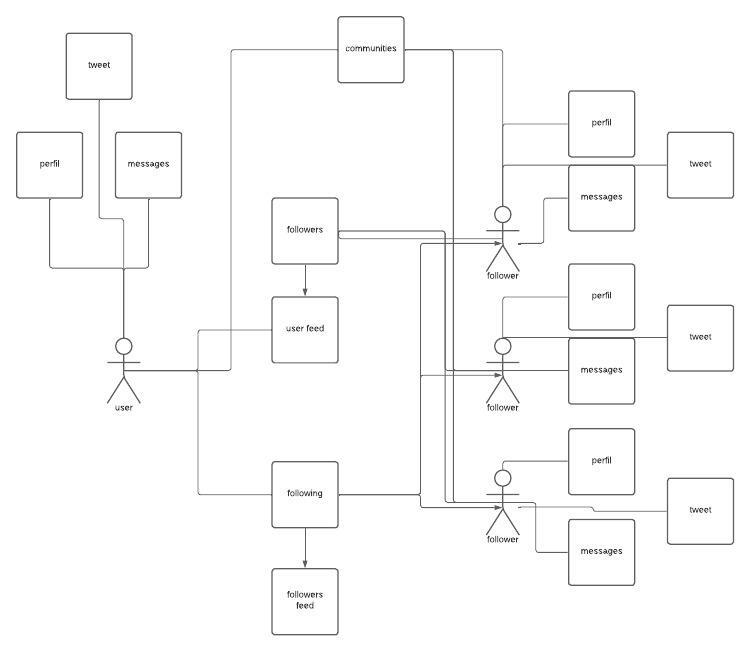 communities
tweet
perfil
perfil
messages
tweet
messages
followers
follower
perfil
user feed
tweet
messages
user
follower
perfil
following
tweet
follower
messages
followers
feed